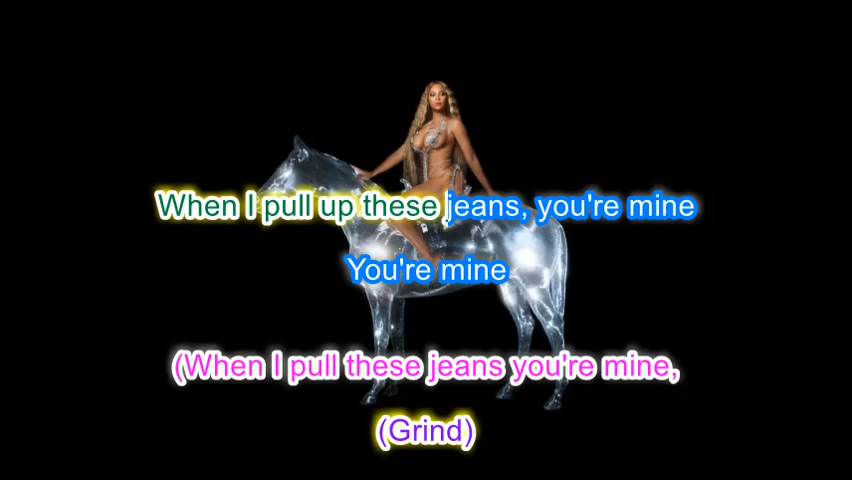 When I pull up these jeans, you're mine
You're mine
(When I pull these jeans you're mine,
(Grind)